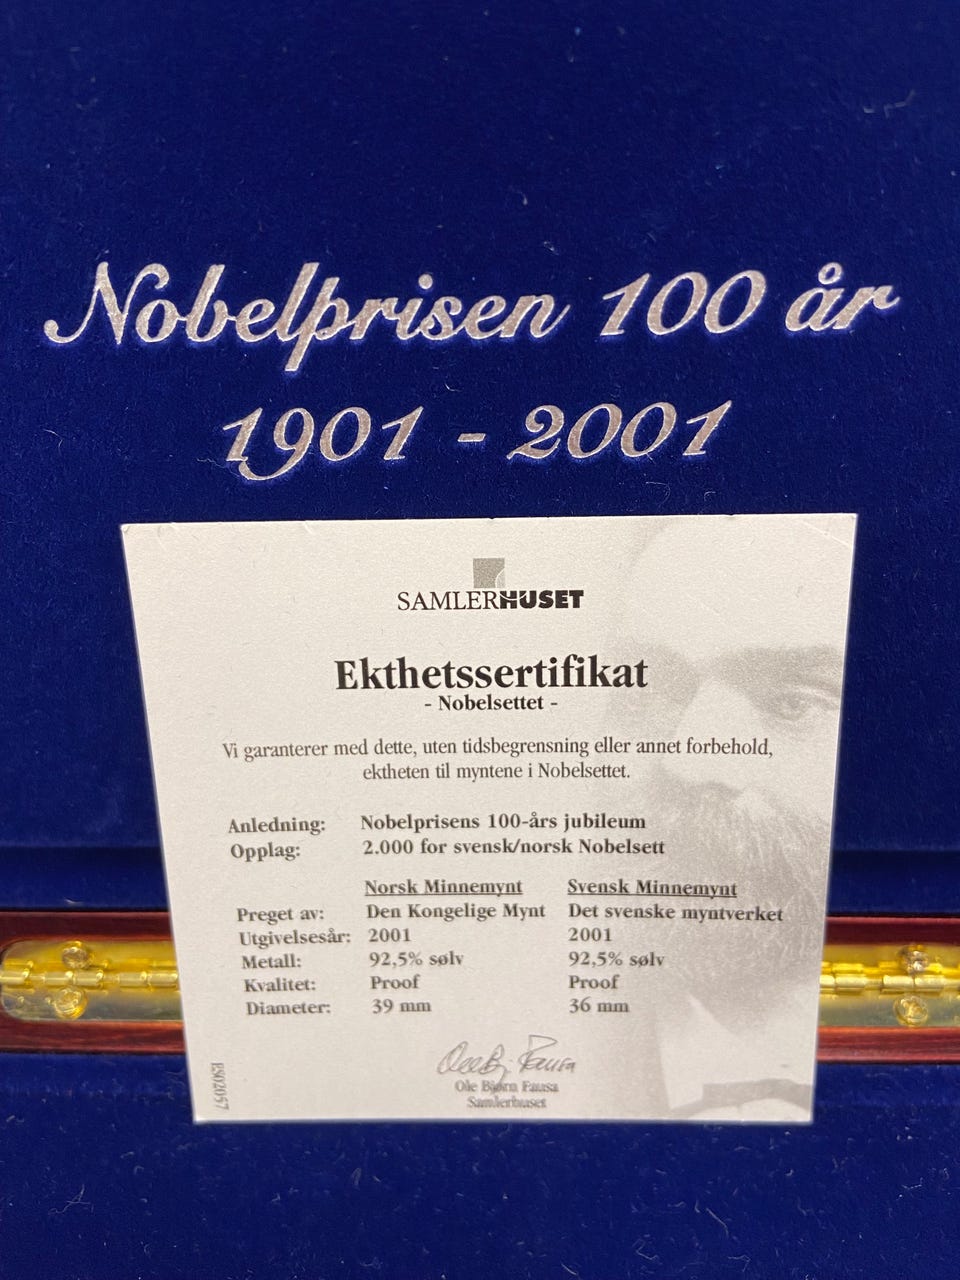 Nobelprisen 100 år
1901 - 2001
SAMLERHUSET
Ekthetssertifikat
- Nobelsettet -
Vi garanterer med dette, uten tidsbegrensning eller annet forbehold,
ektheten til myntene i Nobelsettet.
Anledning: Nobelprisens 100-års jubileum
Opplag: 2.000 for svensk/norsk Nobelsett
Norsk Minnemynt Svensk Minnemynt
Preget av: Den Kongelige Mynt Det svenske myntverket
Utgivelsesår: 2001 2001
Metall: 92,5% sølv 92,5% sølv
Kvalitet: Proof Proof
Diameter: 39 mm 36 mm
Ole Bj. Fausa
Ole Bjørn Fausa
Samlerhuset
ES02057